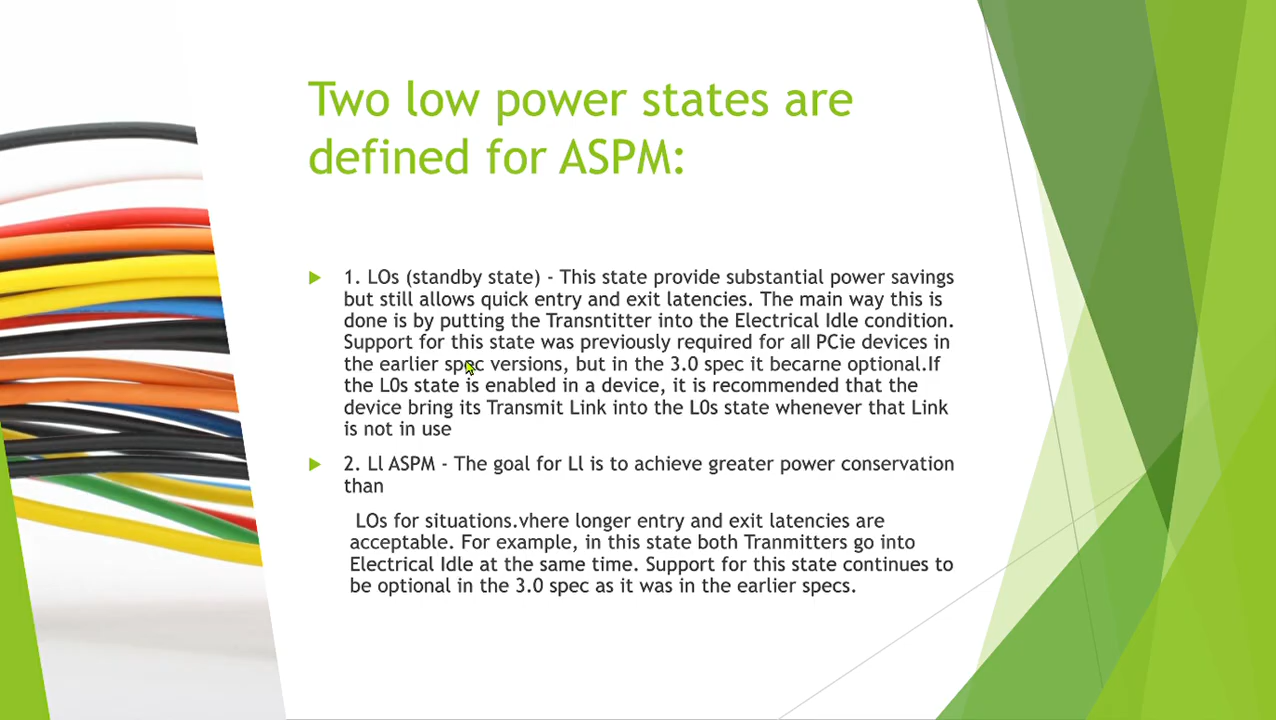 Two low power states are
defined for ASPM:
1. LOs (standby state) - This state provide substantial power savings
but still allows quick entry and exit latencies. The main way this is
done is by putting the Transntitter into the Electrical Idle condition.
Support for this state was previously required for all PCie devices in
the earlier spec versions, but in the 3.0 spec it becarne optional.If
the L0s state is enabled in a device, it is recommended that the
device bring its Transmit Link into the L0s state whenever that Link
is not in use
2. Ll ASPM - The goal for Ll is to achieve greater power conservation
than
LOs for situations.vhere longer entry and exit latencies are
acceptable. For example, in this state both Tranmitters go into
Electrical Idle at the same time. Support for this state continues to
be optional in the 3.0 spec as it was in the earlier specs.